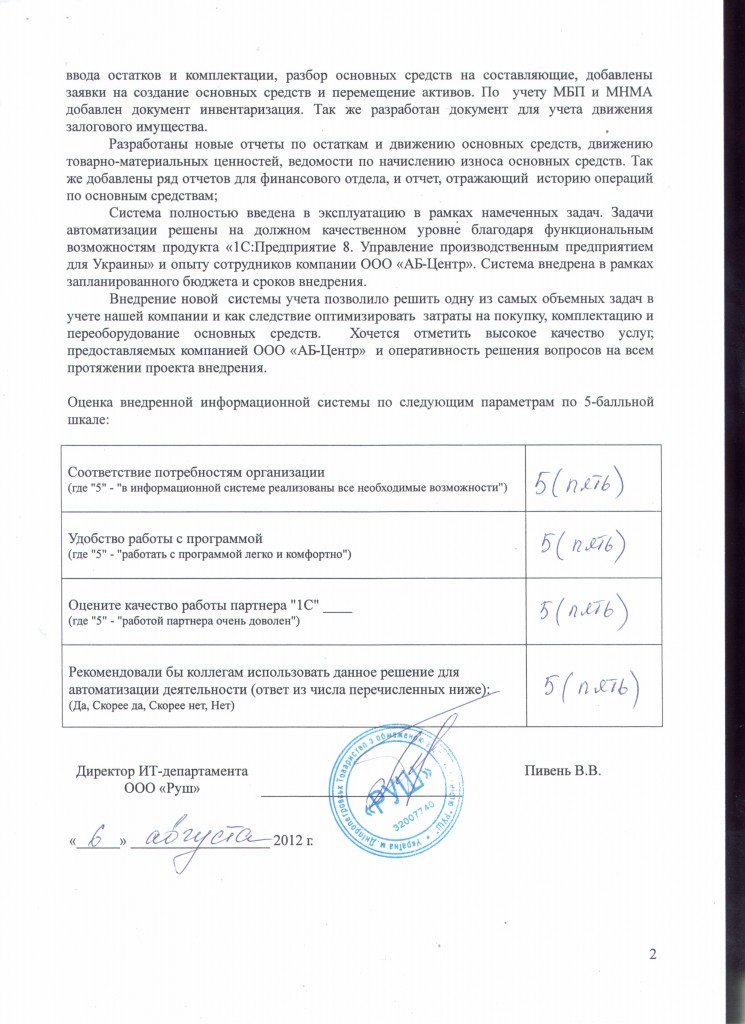 ввода остатков и комплектации, разбор основных средств на составляющие, добавлены
заявки на создание основных средств и перемещение активов. По учету МБП и МНМА
добавлен документ инвентаризация. Так же разработан документ для учета движения
залогового имущества.
Разработаны новые отчеты по остаткам и движению основных средств, движению
товарно-материальных ценностей, ведомости по начислению износа основных средств. Так
же добавлены ряд отчетов для финансового отдела, и отчет, отражающий историю операций
по основным средствам;
Система полностью введена в эксплуатацию в рамках намеченных задач. Задачи
автоматизации решены на должном качественном уровне благодаря функциональным
возможностям продукта «1С:Предприятие 8. Управление производственным предприятием
для Украины» и опыту сотрудников компании ООО «АБ-Центр». Система внедрена в рамках
запланированного бюджета и сроков внедрения.
Внедрение новой системы учета позволило решить одну из самых объемных задач в
учете нашей компании и как следствие оптимизировать затраты на покупку, комплектацию и
переоборудование основных средств. Хочется отметить высокое качество услуг,
предоставляемых компанией ООО «АБ-Центр» и оперативность решения вопросов на всем
протяжении проекта внедрения.
Оценка внедренной информационной системы по следующим параметрам по 5-балльной
шкале:
Соответствие потребностям организации
(где "5" - "в информационной системе реализованы все необходимые возможности")
5 (пять)
Удобство работы с программой
(где "5" - "работать с программой легко и комфортно")
5 (пять)
Оцените качество работы партнера "1С" ____
(где "5" - "работой партнера очень доволен")
5 (пять)
Рекомендовали бы коллегам использовать данное решение для
автоматизации деятельности (ответ из числа перечисленных ниже):
(Да, Скорее да, Скорее нет, Нет)
5 (пять)
Директор ИТ-департамента
ООО «Руш»
Пивень В.В.
Україна м. Дніпропетровськ Товариство з обмеженою
«РУШ»
32007740
« 6 » августа 2012 г.
2